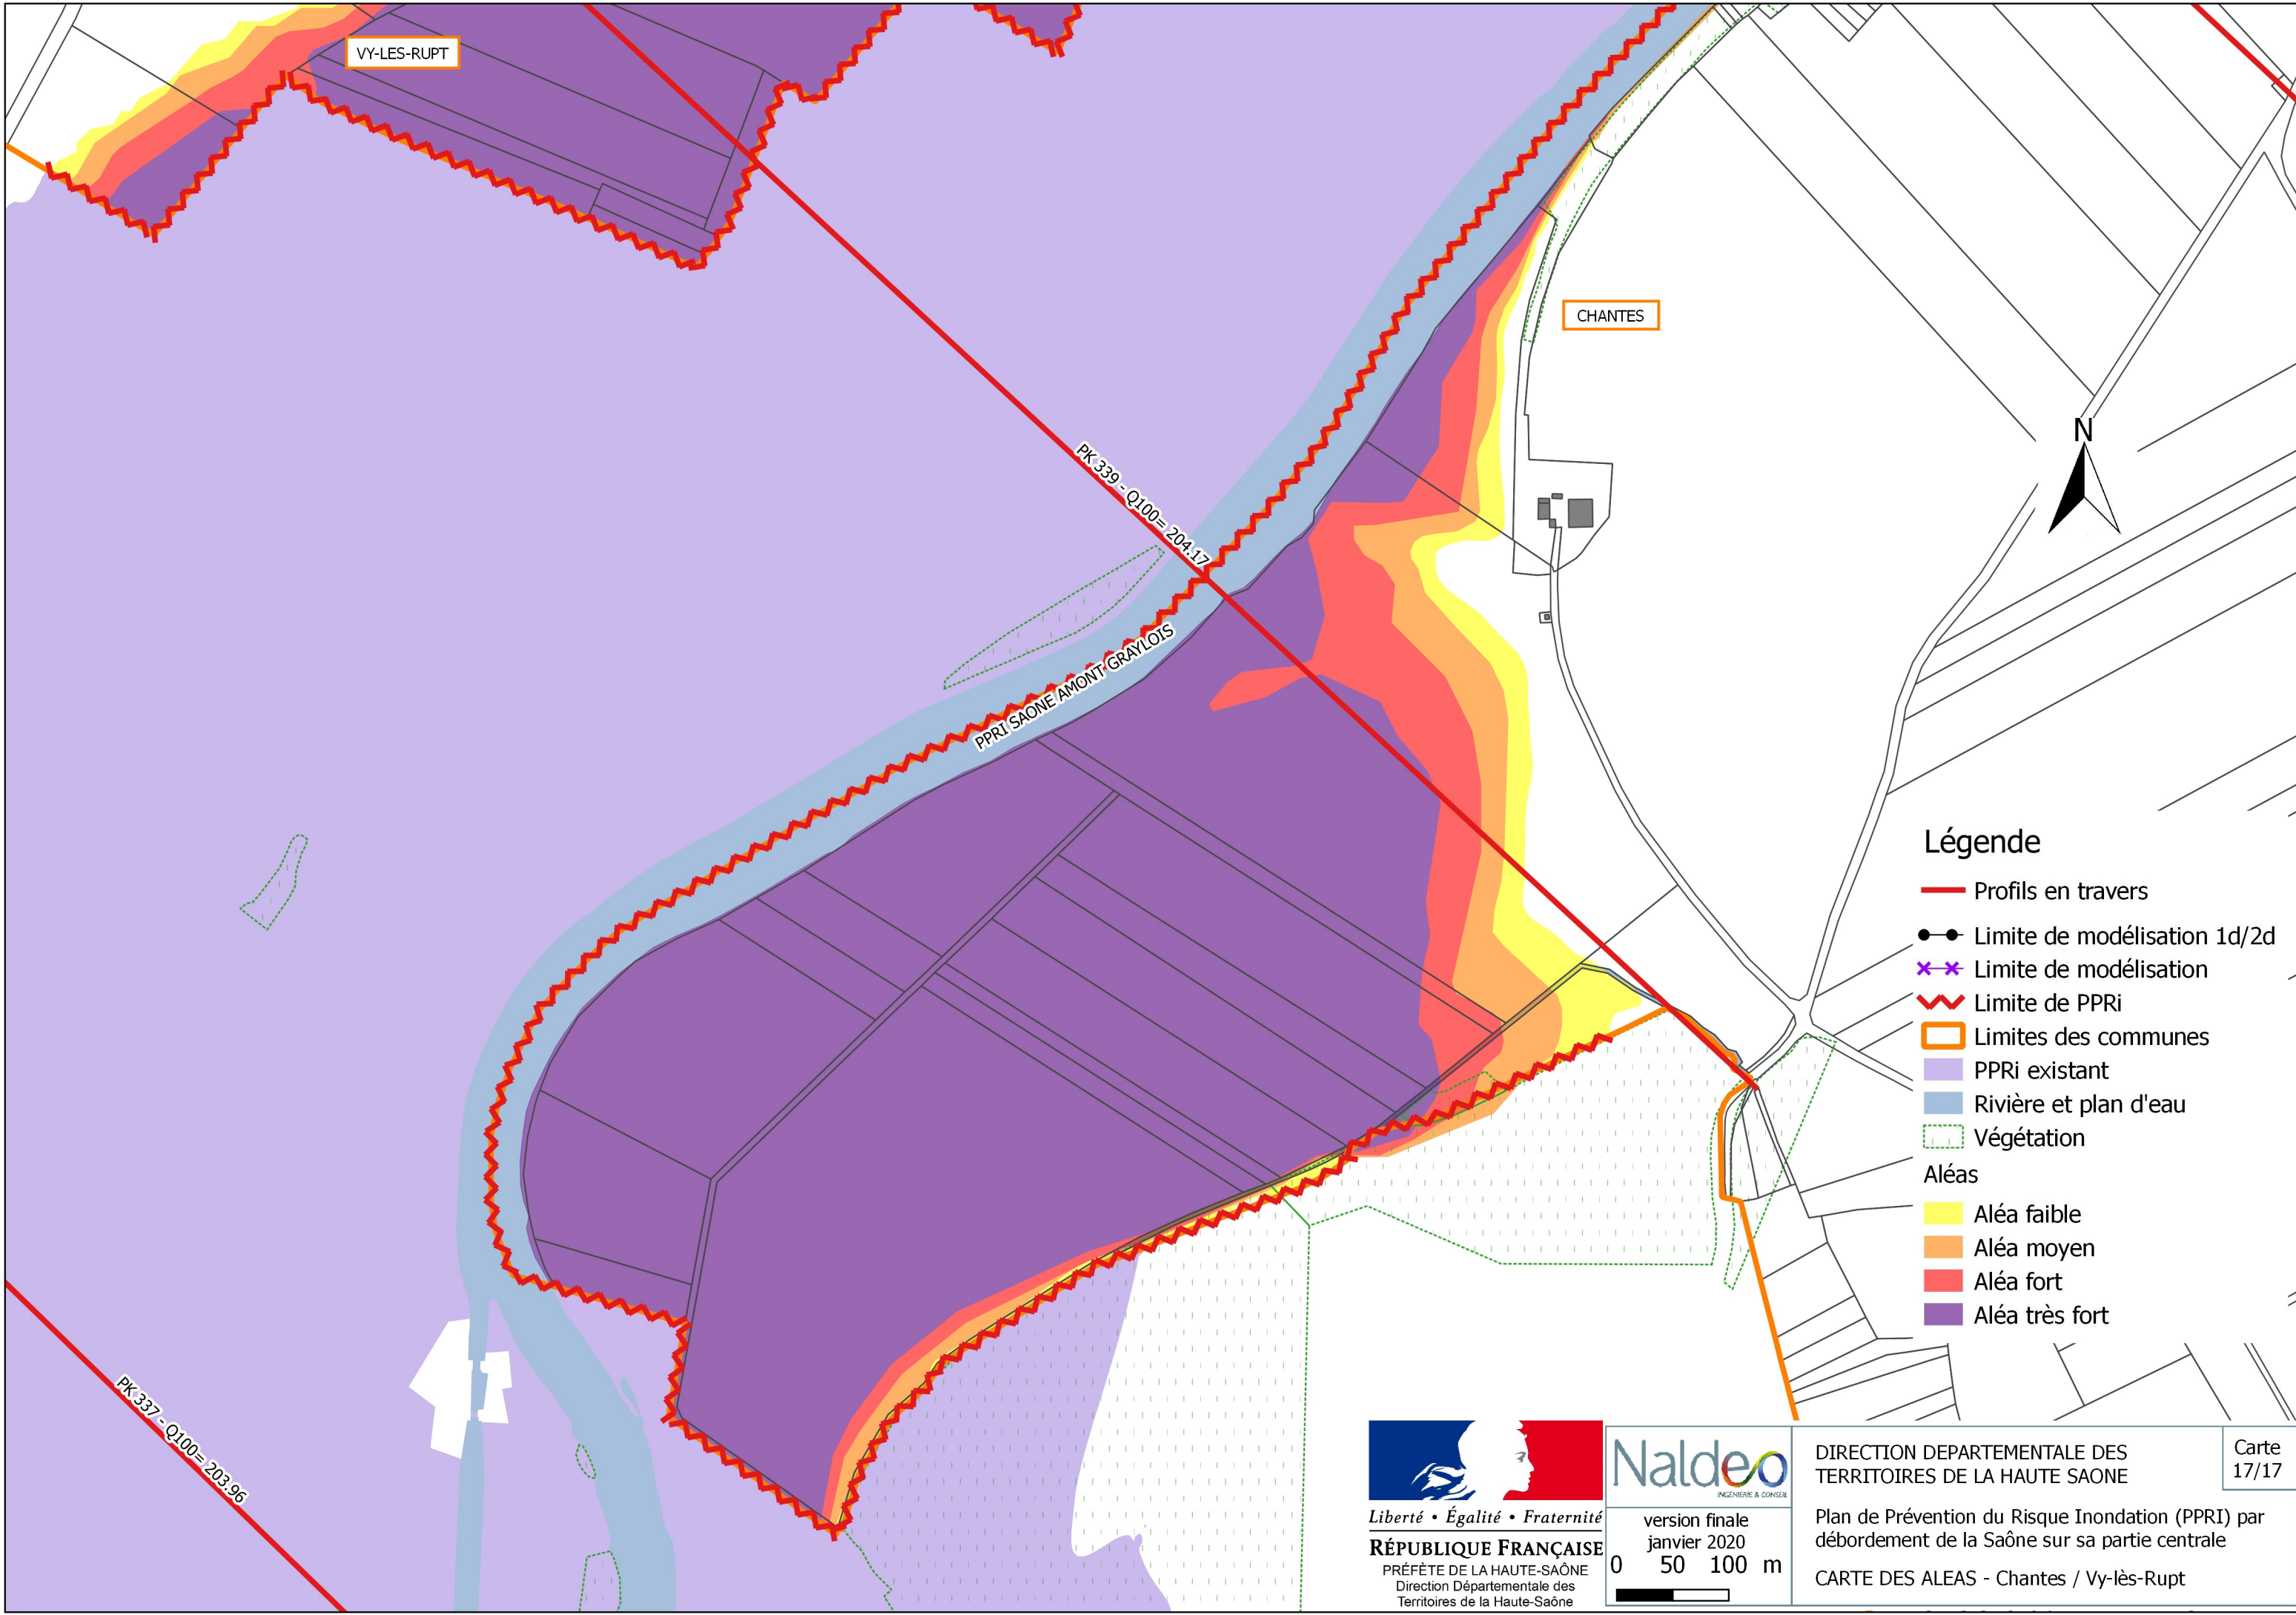 VY-LES-RUPT
CHANTES
N
PK 339 - Q100= 204.17
PPRI SAONE AMONT GRAYLOIS
PK 337 - Q100= 203.96
Légende
Profils en travers
Limite de modélisation 1d/2d
Limite de modélisation
Limite de PPRi
Limites des communes
PPRi existant
Rivière et plan d'eau
Végétation
Aléas
Aléa faible
Aléa moyen
Aléa fort
Aléa très fort
Liberté • Égalité • Fraternité
RÉPUBLIQUE FRANÇAISE
PRÉFÈTE DE LA HAUTE-SAÔNE
Direction Départementale des
Territoires de la Haute-Saône
Naldeo
INGÉNIERIE & CONSEIL
version finale
janvier 2020
0 50 100 m
DIRECTION DEPARTEMENTALE DES
TERRITOIRES DE LA HAUTE SAONE
Carte
17/17
Plan de Prévention du Risque Inondation (PPRI) par
débordement de la Saône sur sa partie centrale
CARTE DES ALEAS - Chantes / Vy-lès-Rupt